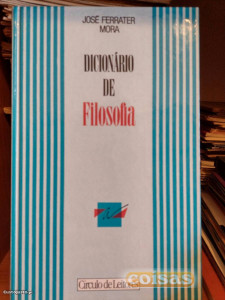 JOSÉ FERRATER
MORA
DICIONÁRIO
DE
Filosofia
Círculo de Leitores
coisas